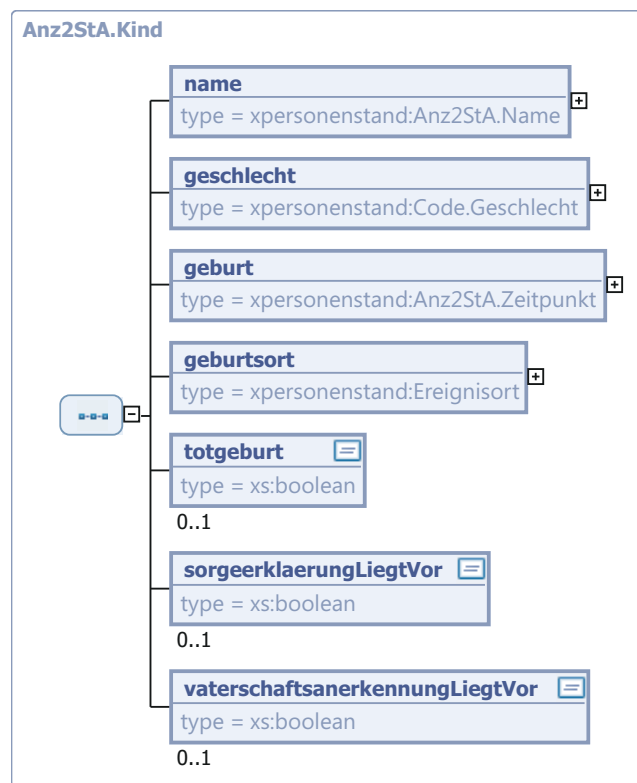 Anz2StA.Kind
name
type = xpersonenstand:Anz2StA.Name
geschlecht
type = xpersonenstand:Code.Geschlecht
geburt
type = xpersonenstand:Anz2StA.Zeitpunkt
geburtsort
type = xpersonenstand:Ereignisort
totgeburt
type = xs:boolean
0..1
sorgeerklaerungLiegtVor
type = xs:boolean
0..1
vaterschaftsanerkennungLiegtVor
type = xs:boolean
0..1